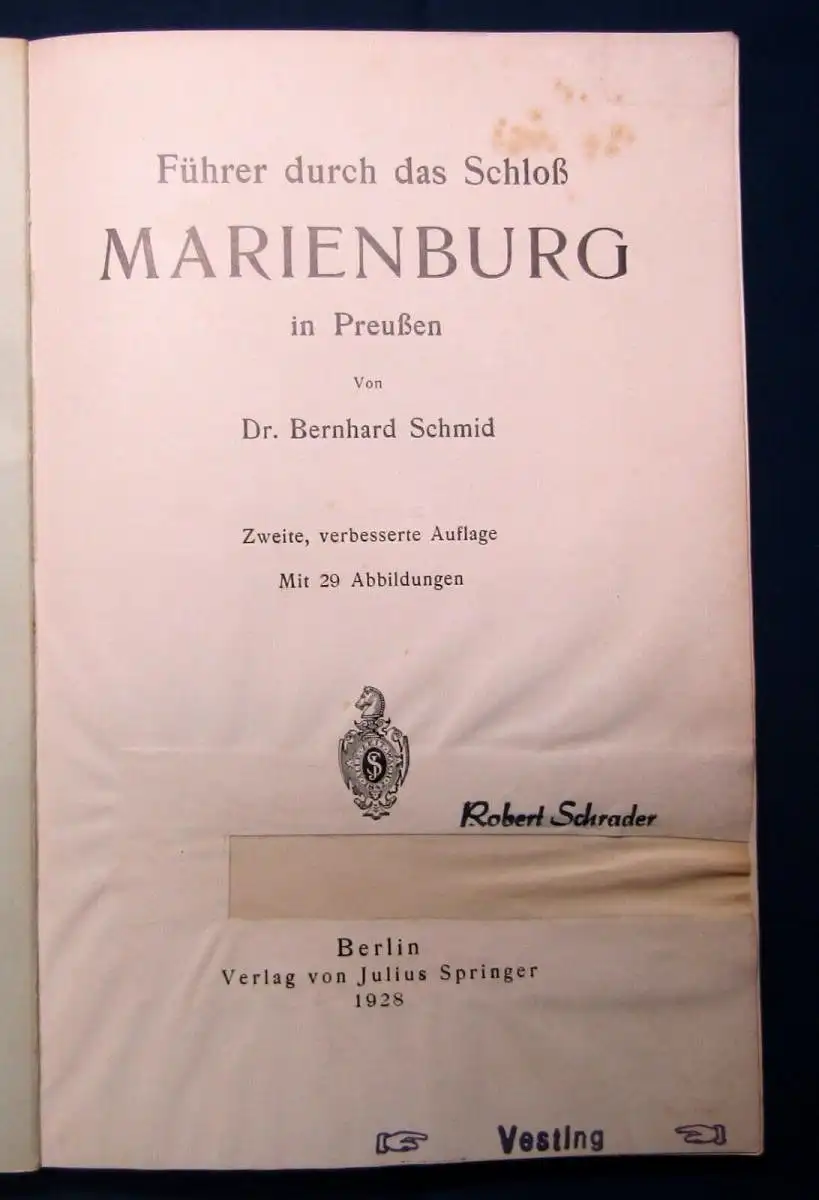 Führer durch das Schloß
MARIENBURG
in Preußen
Von
Dr. Bernhard Schmid
Zweite, verbesserte Auflage
Mit 29 Abbildungen
Robert Schrader
Berlin
Verlag von Julius Springer
1928
Vesting